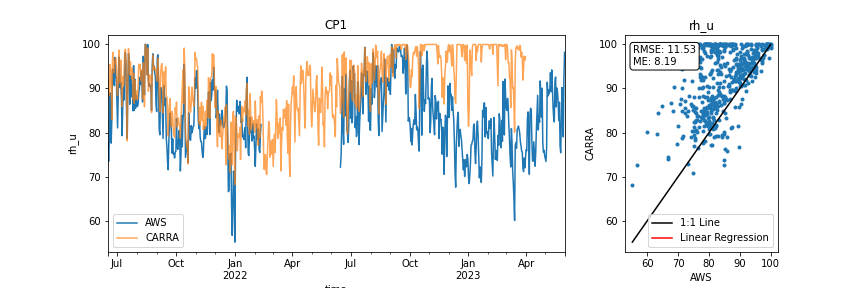 CP1
rh_u
100
90
80
70
60
Jul
Oct
Jan
2022
Apr
Jul
Oct
Jan
2023
Apr
AWS
CARRA
rh_u
CARRA
100
90
80
70
60
60
70
80
90
100
AWS
RMSE: 11.53
ME: 8.19
1:1 Line
Linear Regression